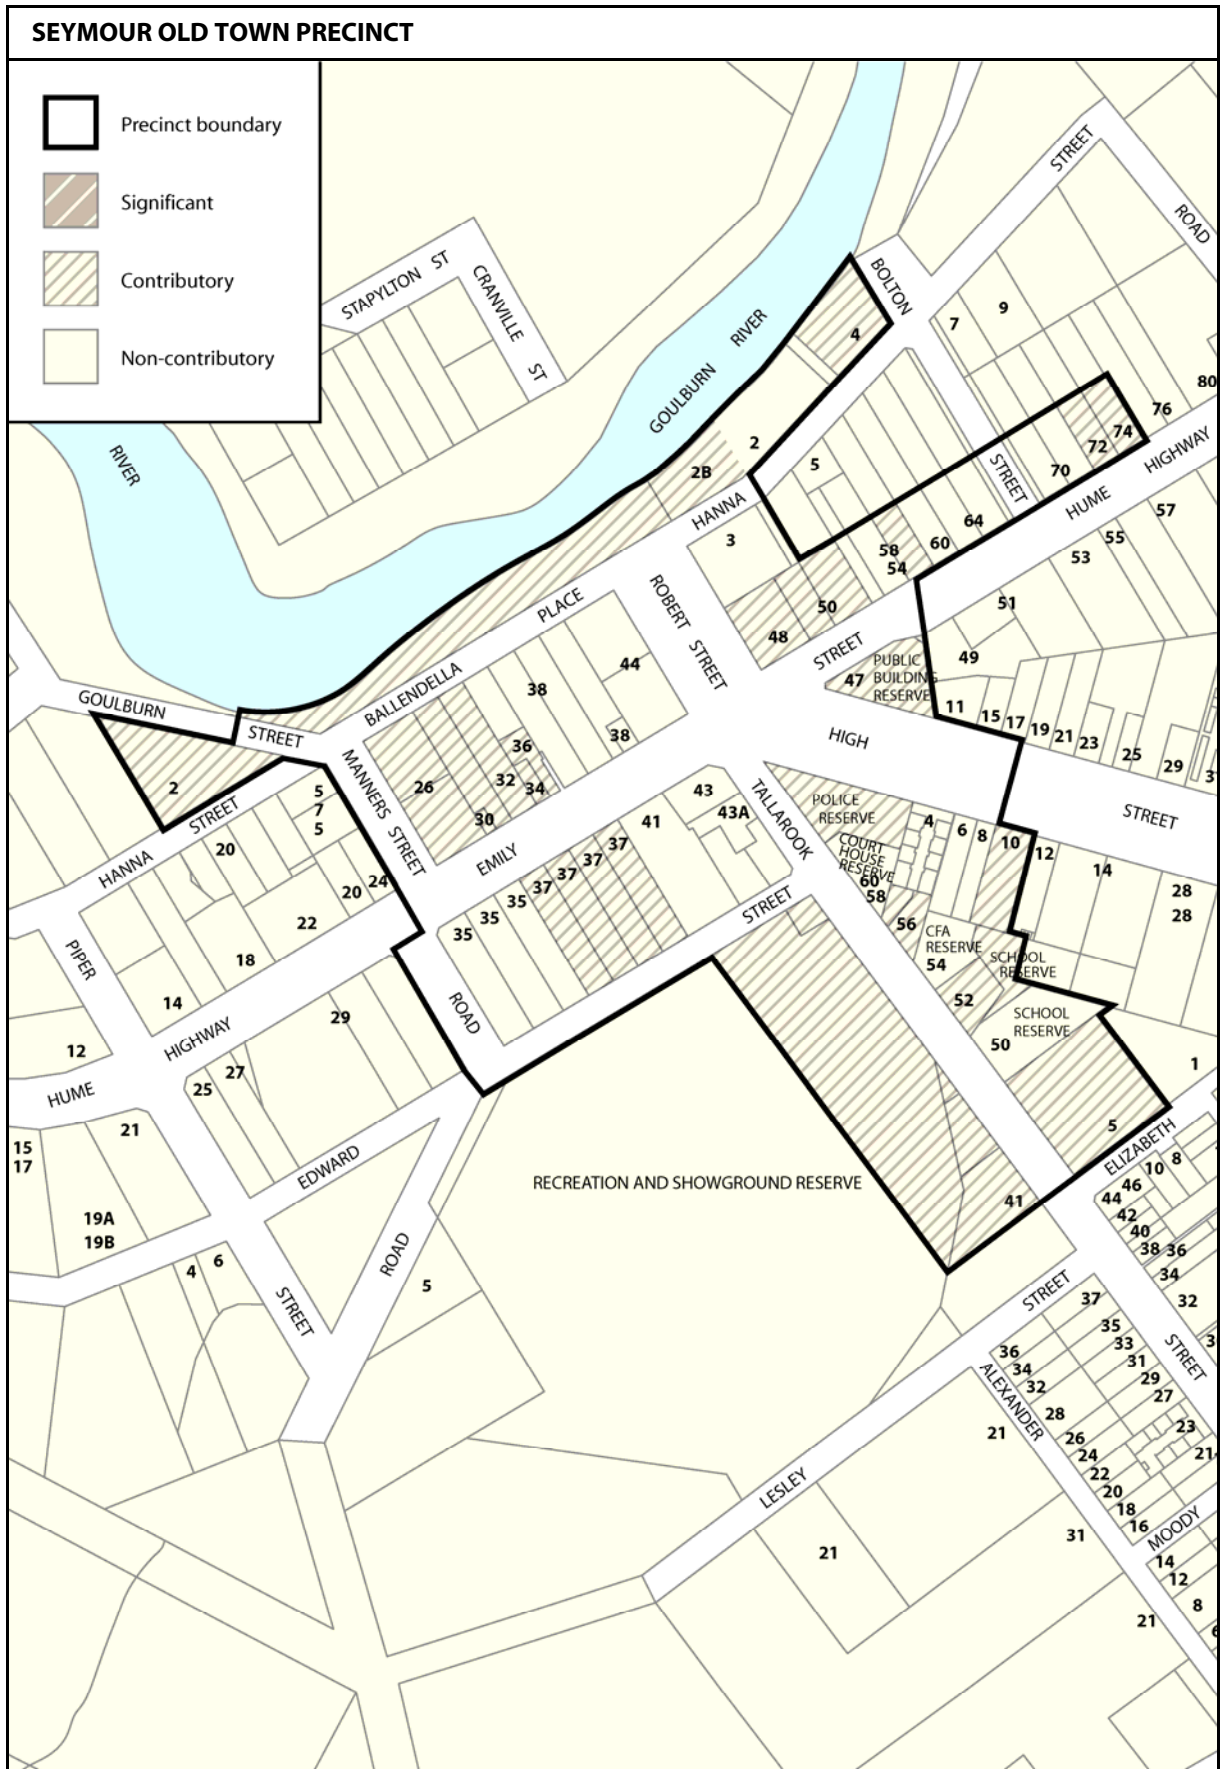 SEYMOUR OLD TOWN PRECINCT
Precinct boundary
Significant
Contributory
Non-contributory
STREET
ROAD
STAPYLTON ST
CRANVILLE ST
BOLTON
STREET
GOULBURN RIVER
RIVER
4
7
9
80
76
74
72
70
HIGHWAY
HUME
2
2B
5
HANNA
3
64
60
58
54
50
48
57
55
53
51
49
STREET
ROBERT STREET
PLACE
BALLENDELLA
44
38
38
36
34
32
30
26
47
PUBLIC
BUILDING
RESERVE
11
15
17
19
21
23
25
29
31
HIGH
STREET
GOULBURN
STREET
2
HANNA
STREET
MANNERS STREET
5
7
5
20
24
20
22
18
14
EMILY
43
43A
41
37
37
37
37
35
35
35
TALLAROOK
STREET
POLICE
RESERVE
COURT
HOUSE
RESERVE
60
58
56
4
6
8
10
12
14
28
28
CFA
RESERVE
54
SCHOOL
RESERVE
52
SCHOOL
RESERVE
50
5
1
ELIZABETH
41
PIPER
STREET
HIGHWAY
HUME
12
29
27
25
21
15
17
19A
19B
4
6
ROAD
EDWARD
ROAD
5
RECREATION AND SHOWGROUND RESERVE
8
10
46
44
42
40
38
36
34
32
STREET
STREET
37
35
33
31
29
27
23
21
36
34
32
28
26
24
22
20
18
16
ALEXANDER
21
LESLEY
21
31
21
MOODY
14
12
8